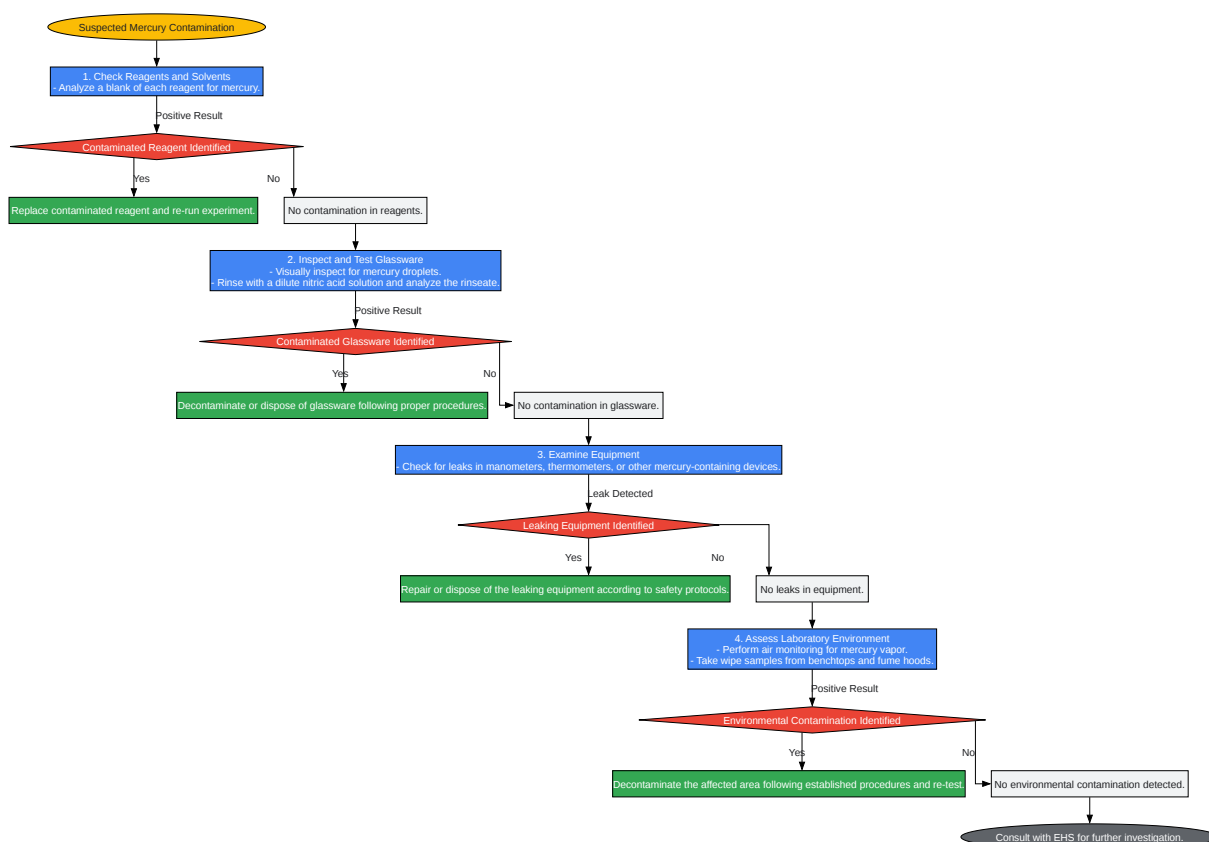 Suspected Mercury Contamination
1. Check Reagents and Solvents
- Analyze a blank of each reagent for mercury.
Positive Result
Contaminated Reagent Identified
Yes
No
Replace contaminated reagent and re-run experiment.
No contamination in reagents.
2. Inspect and Test Glassware
- Visually inspect for mercury droplets.
- Rinse with a dilute nitric acid solution and analyze the rinseate.
Positive Result
Contaminated Glassware Identified
Yes
No
Decontaminate or dispose of glassware following proper procedures.
No contamination in glassware.
3. Examine Equipment
- Check for leaks in manometers, thermometers, or other mercury-containing devices.
Leak Detected
Leaking Equipment Identified
Yes
No
Repair or dispose of the leaking equipment according to safety protocols.
No leaks in equipment.
4. Assess Laboratory Environment
- Perform air monitoring for mercury vapor.
- Take wipe samples from benchtops and fume hoods.
Positive Result
Environmental Contamination Identified
Yes
No
Decontaminate the affected area following established procedures and re-test.
No environmental contamination detected.
Consult with EHS for further investigation.